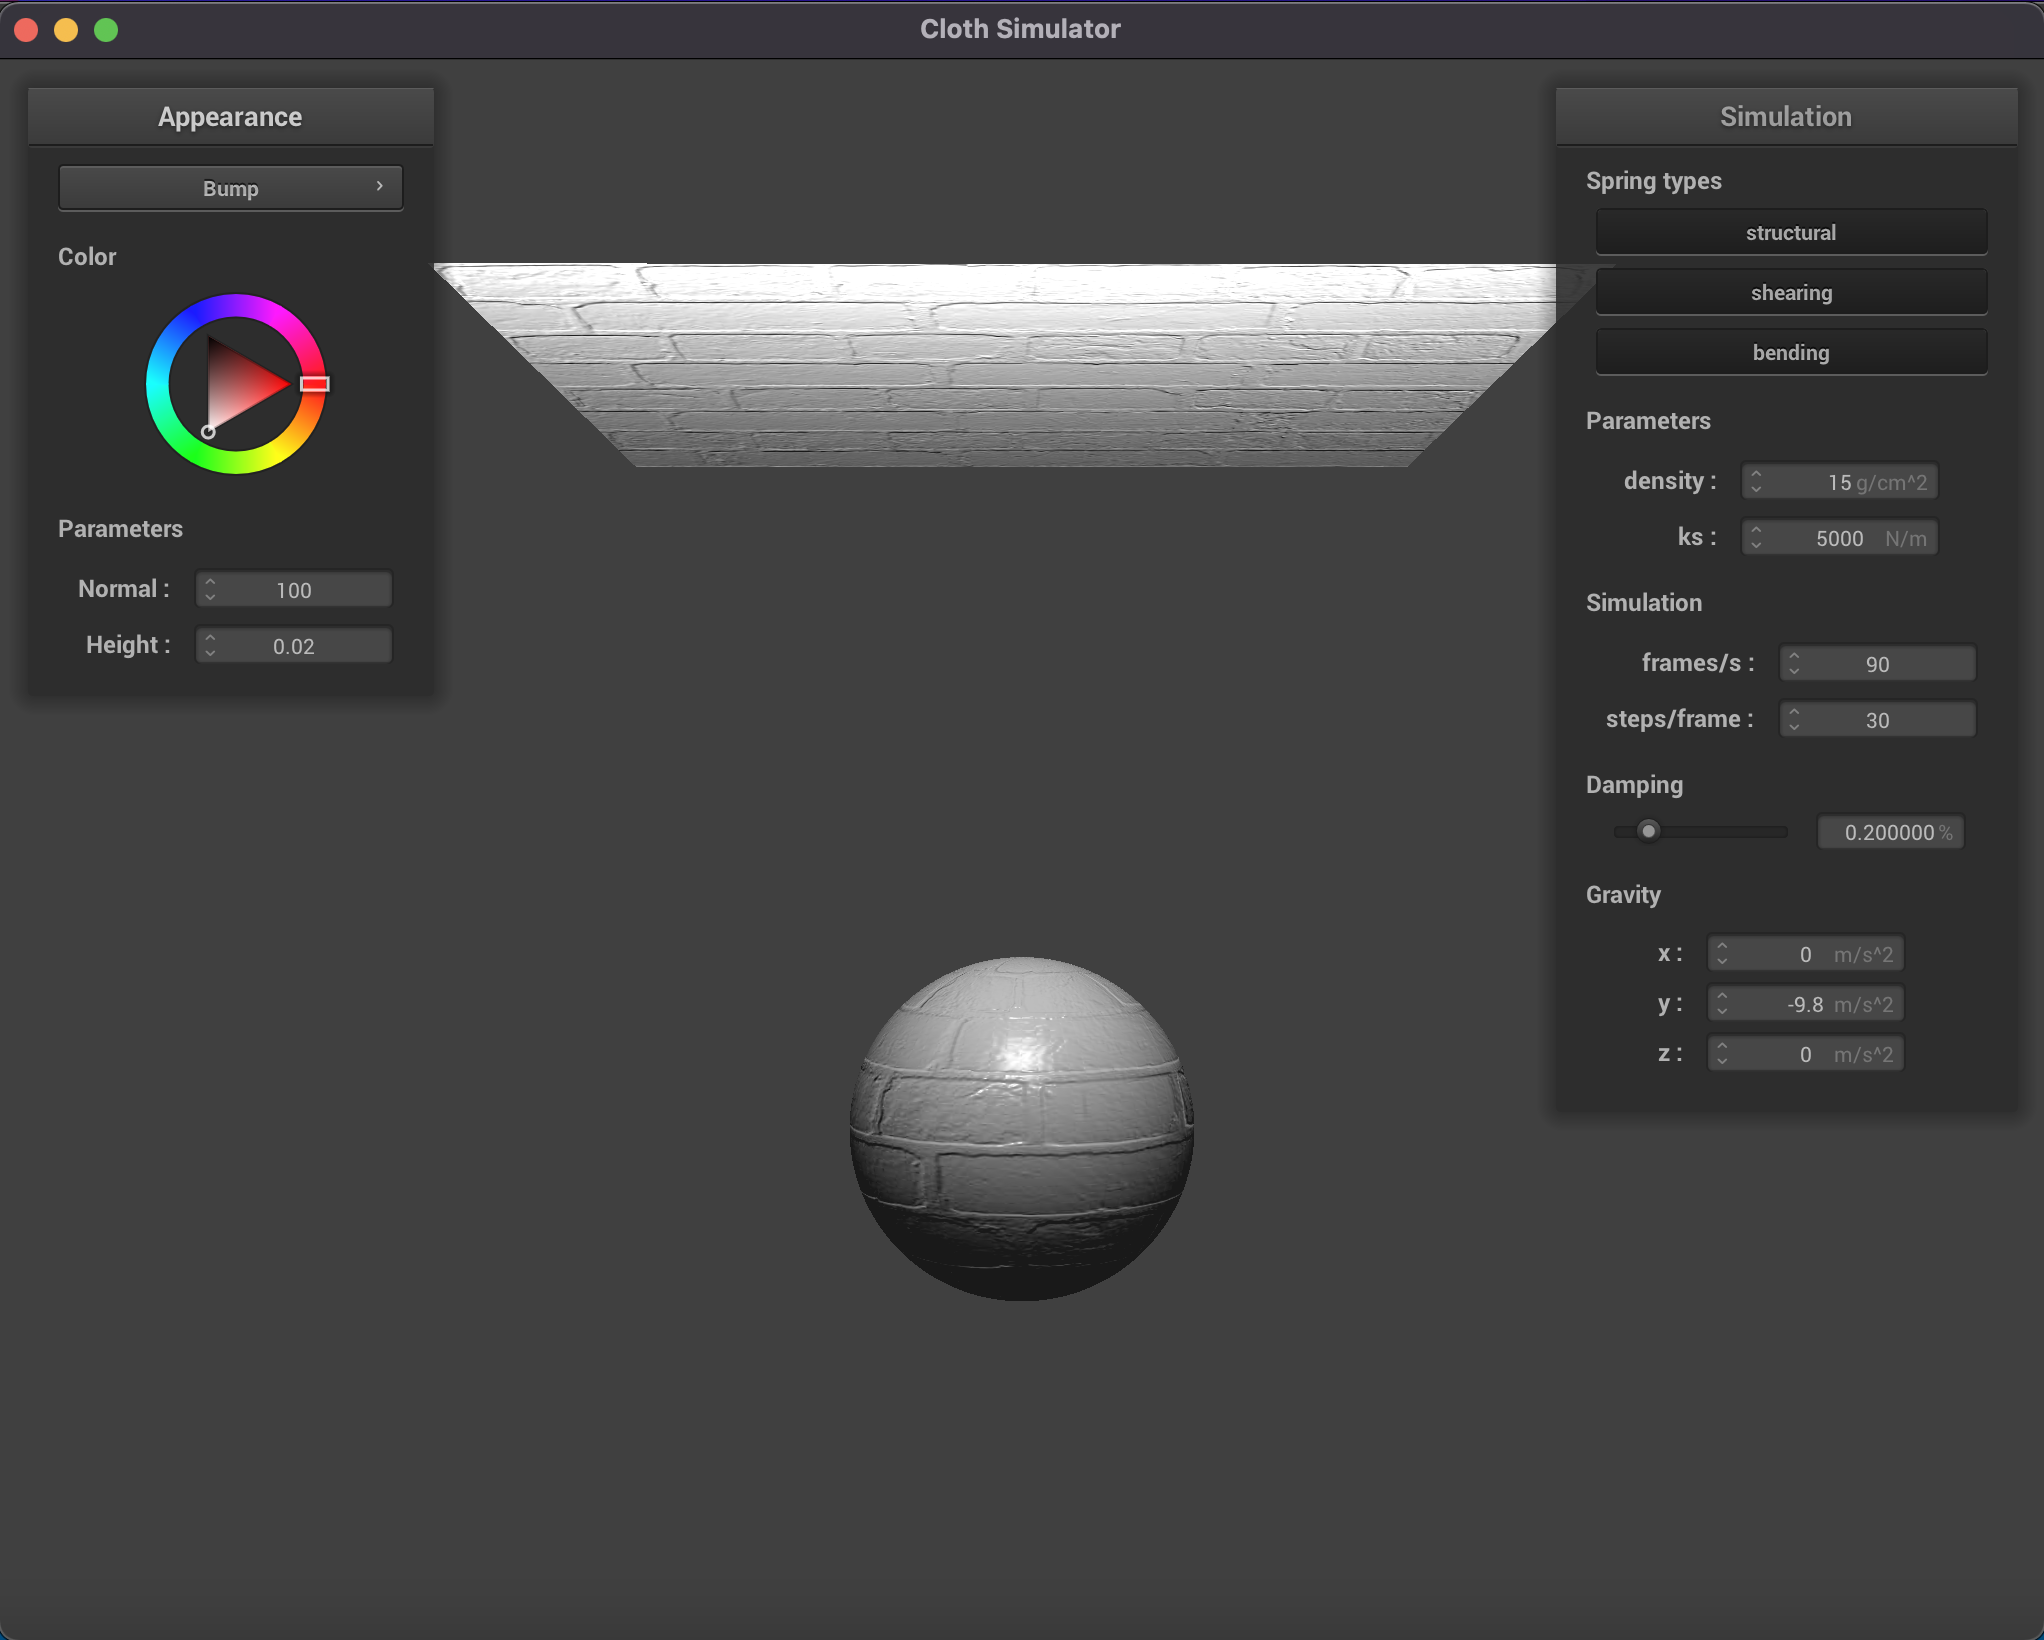 Cloth Simulator
Appearance
Bump
Color
Parameters
Normal : 100
Height : 0.02
Simulation
Spring types
structural
shearing
bending
Parameters
density : 15 g/cm^2
ks : 5000 N/m
Simulation
frames/s : 90
steps/frame : 30
Damping
0.200000 %
Gravity
x : 0 m/s^2
y : -9.8 m/s^2
z : 0 m/s^2